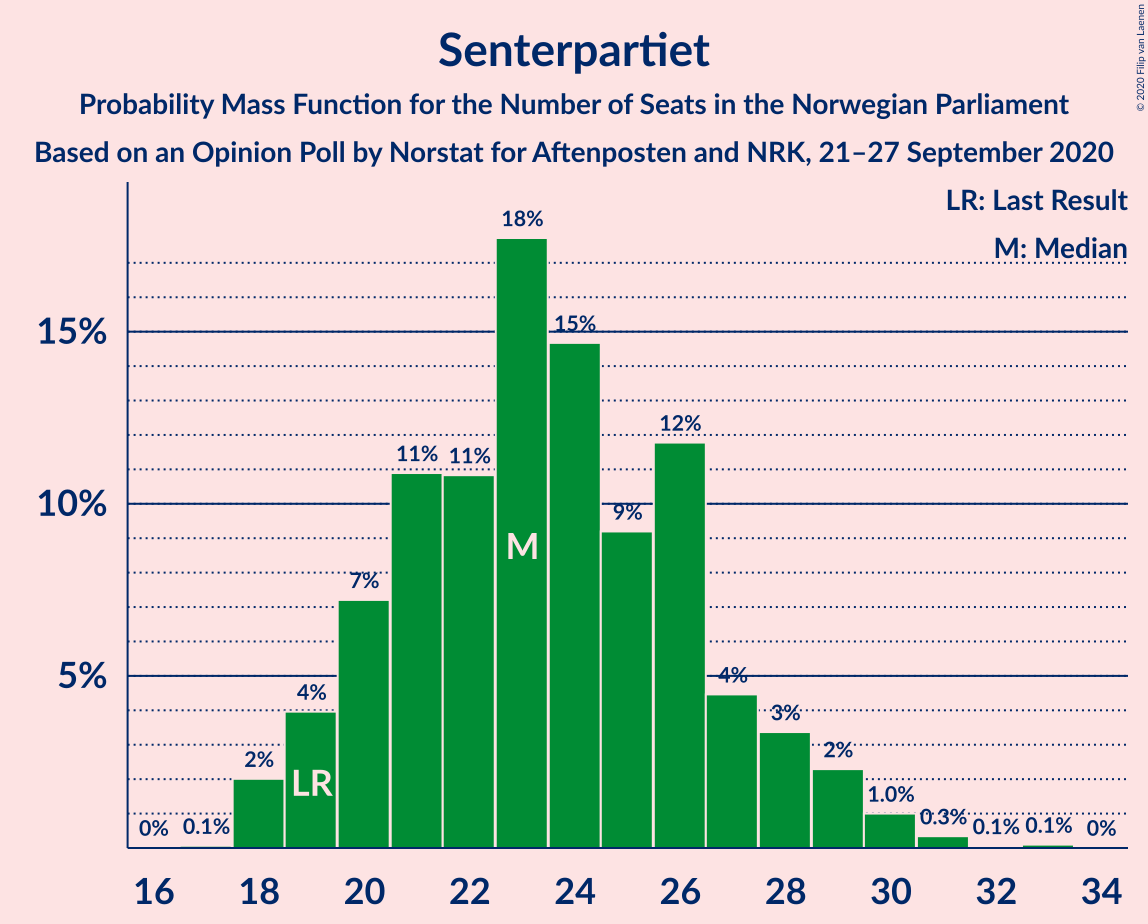 Senterpartiet
Probability Mass Function for the Number of Seats in the Norwegian Parliament
Based on an Opinion Poll by Norstat for Aftenposten and NRK, 21–27 September 2020
© 2020 Filip van Laenen
LR: Last Result
M: Median
15%
10%
5%
0% 0.1% 2% 4% 7% 11% 11% 18% 15% 9% 12% 4% 3% 2% 1.0% 0.3% 0.1% 0.1% 0%
LR
M
16 18 20 22 24 26 28 30 32 34